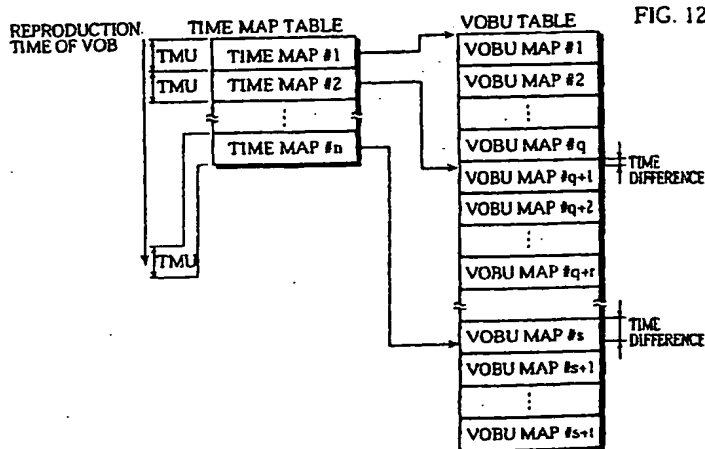 FIG. 12
REPRODUCTION
TIME OF VOB
TIME MAP TABLE
TMU
TIME MAP #1
TMU
TIME MAP #2
⋮
TIME MAP #n
TMU
VOBU TABLE
VOBU MAP #1
VOBU MAP #2
⋮
VOBU MAP #q
TIME
DIFFERENCE
VOBU MAP #q+1
VOBU MAP #q+2
⋮
VOBU MAP #q+r
VOBU MAP #s
TIME
DIFFERENCE
VOBU MAP #s+1
⋮
VOBU MAP #s+t